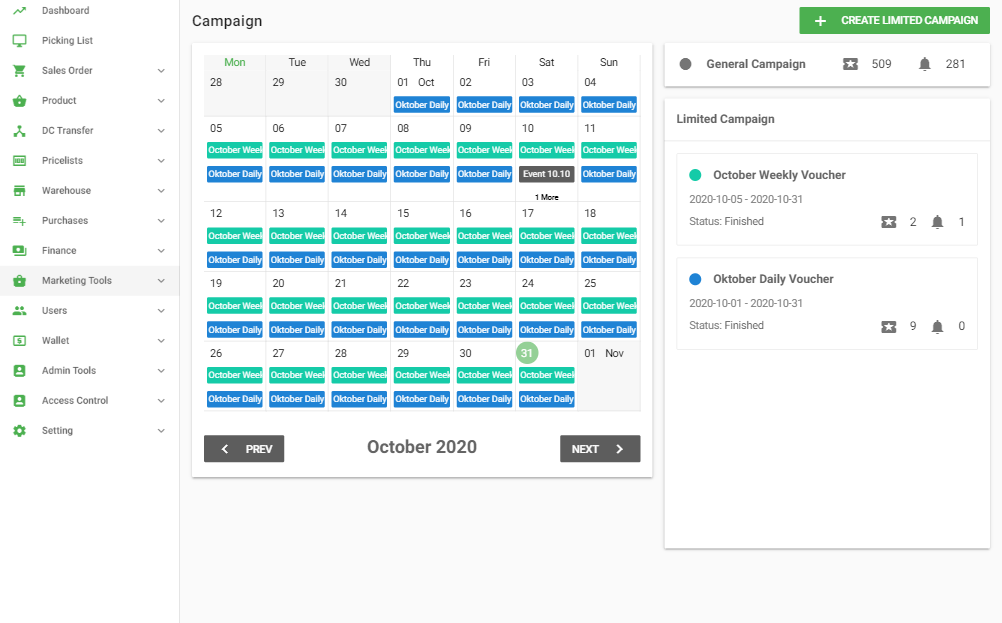 Dashboard
Picking List
Sales Order
Product
DC Transfer
Pricelists
Warehouse
Purchases
Finance
Marketing Tools
Users
Wallet
Admin Tools
Access Control
Setting
Campaign
CREATE LIMITED CAMPAIGN
Mon Tue Wed Thu Fri Sat Sun
28 29 30 01 Oct 02 03 04
Oktober Daily Oktober Daily Oktober Daily Oktober Daily
05 06 07 08 09 10 11
October Week October Week October Week October Week October Week October Week October Week
Oktober Daily Oktober Daily Oktober Daily Oktober Daily Oktober Daily Event 10.10 Oktober Daily
1 More
12 13 14 15 16 17 18
October Week October Week October Week October Week October Week October Week October Week
Oktober Daily Oktober Daily Oktober Daily Oktober Daily Oktober Daily Oktober Daily Oktober Daily
19 20 21 22 23 24 25
October Week October Week October Week October Week October Week October Week October Week
Oktober Daily Oktober Daily Oktober Daily Oktober Daily Oktober Daily Oktober Daily Oktober Daily
26 27 28 29 30 31 01 Nov
October Week October Week October Week October Week October Week October Week
Oktober Daily Oktober Daily Oktober Daily Oktober Daily Oktober Daily Oktober Daily
PREV October 2020 NEXT
General Campaign 509 281
Limited Campaign
October Weekly Voucher
2020-10-05 - 2020-10-31
Status: Finished 2 1
Oktober Daily Voucher
2020-10-01 - 2020-10-31
Status: Finished 9 0